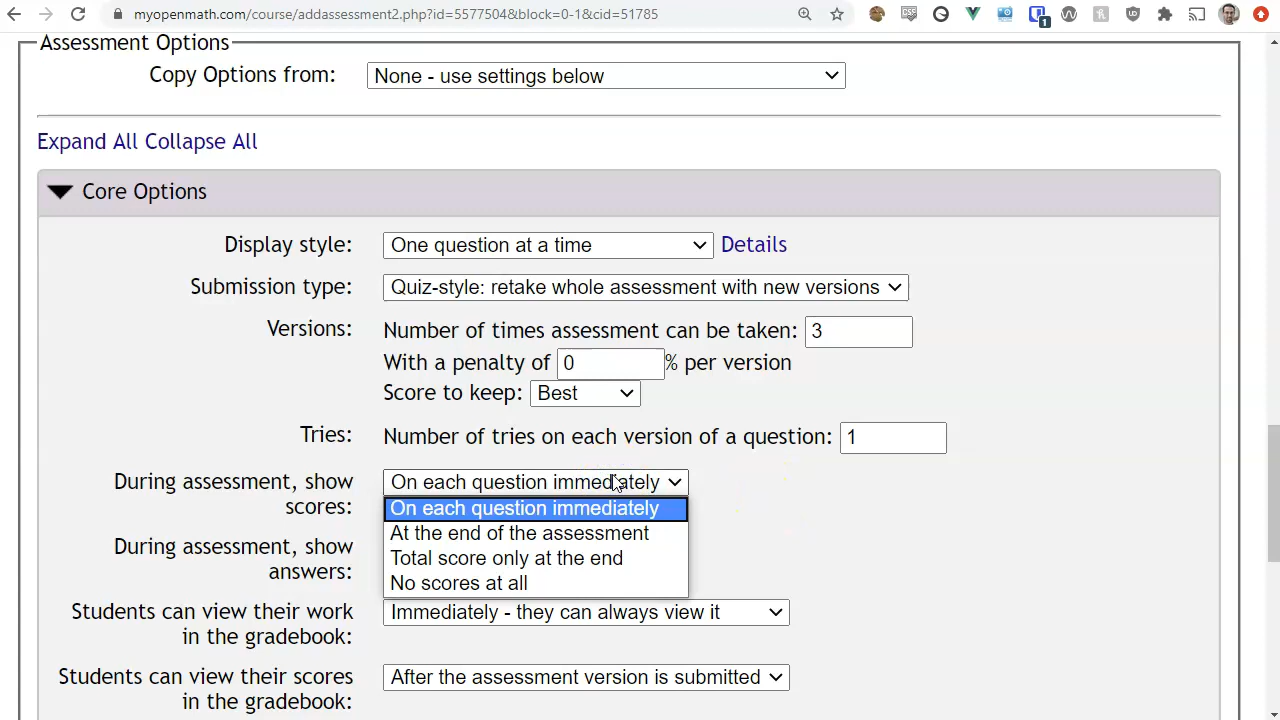 myopenmath.com/course/addassessment2.php?id=5577504&block=0-1&cid=51785
1
Assessment Options
Copy Options from: None - use settings below
Expand All Collapse All
Core Options
Display style: One question at a time Details
Submission type: Quiz-style: retake whole assessment with new versions
Versions: Number of times assessment can be taken: 3
With a penalty of 0 % per version
Score to keep: Best
Tries: Number of tries on each version of a question: 1
During assessment, show scores: On each question immediately
On each question immediately
At the end of the assessment
Total score only at the end
No scores at all
During assessment, show
answers:
Students can view their work
in the gradebook: Immediately - they can always view it
Students can view their scores
in the gradebook: After the assessment version is submitted